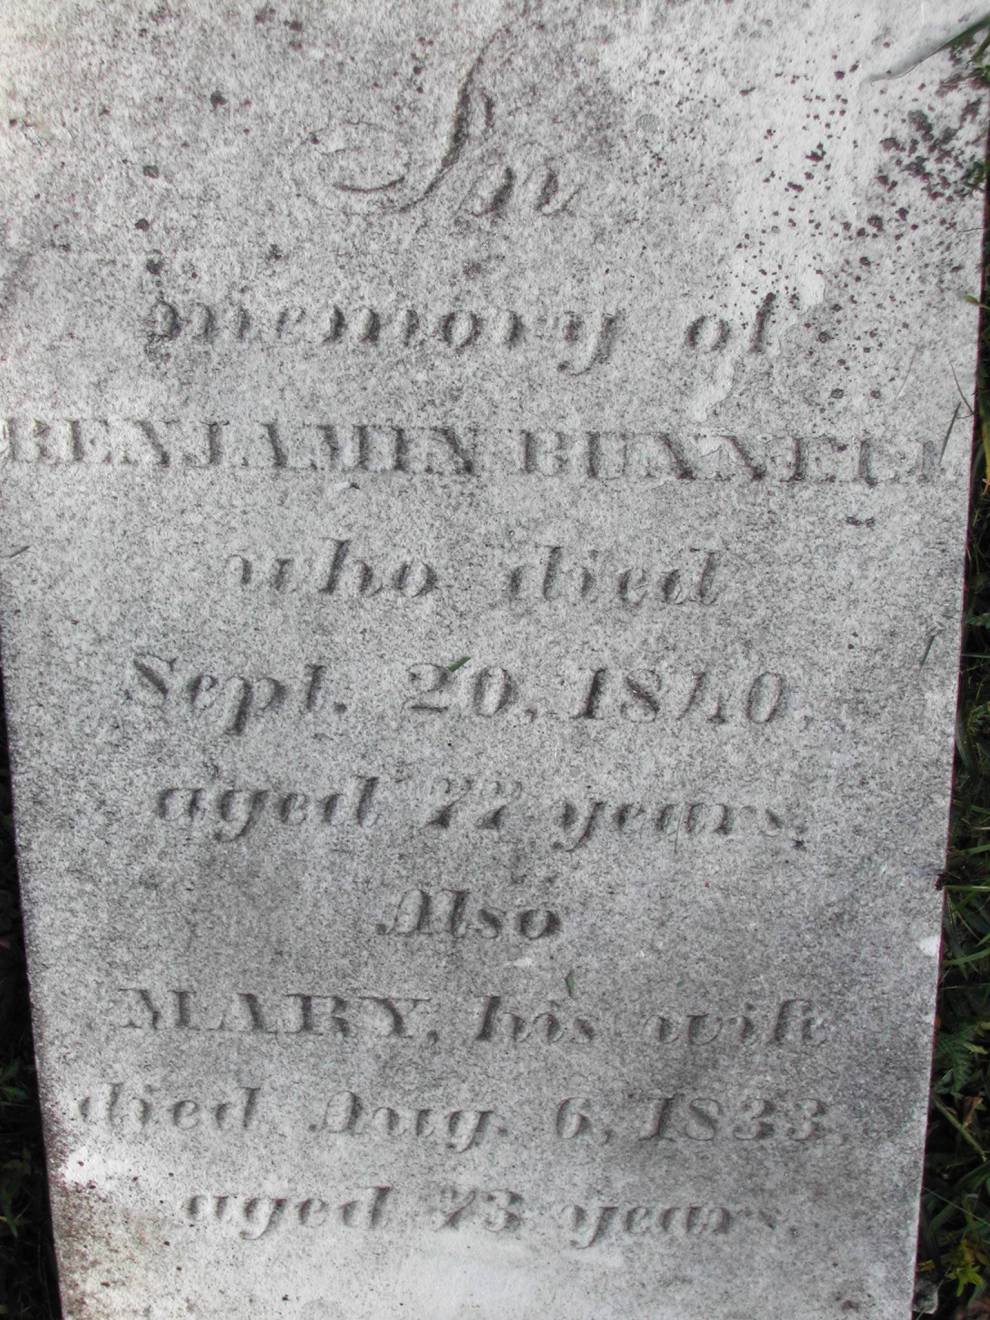 In
memory of
BENJAMIN BUNNELL
who died
Sept. 20, 1840,
aged 77 years,
Also
MARY, his wife
died Aug. 6, 1833,
aged 73 years.